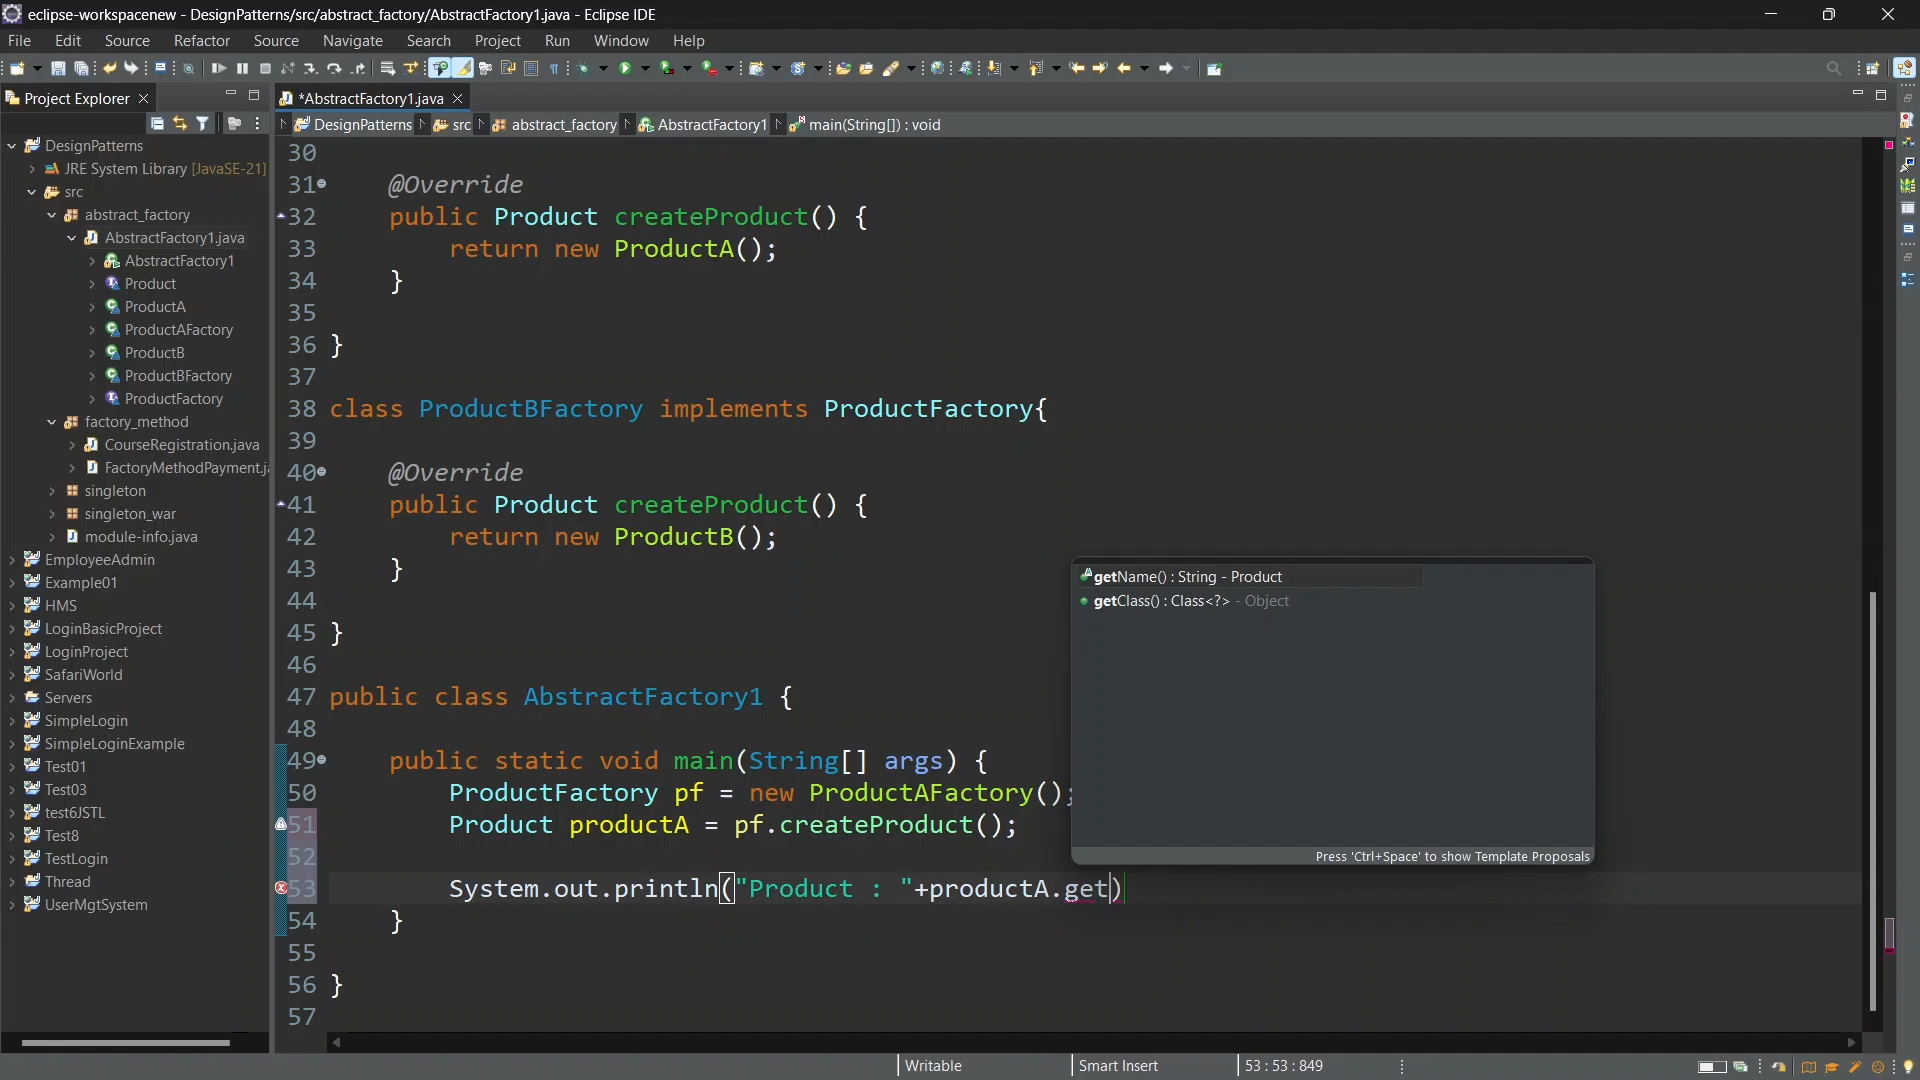 eclipse-workspacenew - DesignPatterns/src/abstract_factory/AbstractFactory1.java - Eclipse IDE
File Edit Source Refactor Source Navigate Search Project Run Window Help
Project Explorer
*AbstractFactory1.java
DesignPatterns src abstract_factory AbstractFactory1 main(String[]) : void
DesignPatterns
JRE System Library [JavaSE-21]
src
abstract_factory
AbstractFactory1.java
AbstractFactory1
Product
ProductA
ProductAFactory
ProductB
ProductBFactory
ProductFactory
factory_method
CourseRegistration.java
FactoryMethodPayment.ja
singleton
singleton_war
module-info.java
EmployeeAdmin
Example01
HMS
LoginBasicProject
LoginProject
SafariWorld
Servers
SimpleLogin
SimpleLoginExample
Test01
Test03
test6JSTL
Test8
TestLogin
Thread
UserMgtSystem
30
31 @Override
32 public Product createProduct() {
33 return new ProductA();
34 }
35
36 }
37
38 class ProductBFactory implements ProductFactory{
39
40 @Override
41 public Product createProduct() {
42 return new ProductB();
43 }
44
45 }
46
47 public class AbstractFactory1 {
48
49 public static void main(String[] args) {
50 ProductFactory pf = new ProductAFactory();
51 Product productA = pf.createProduct();
52
53 System.out.println("Product : "+productA.get)
54 }
55
56 }
57
getName() : String - Product
getClass() : Class<?> - Object
Press 'Ctrl+Space' to show Template Proposals
Writable Smart Insert 53 : 53 : 849